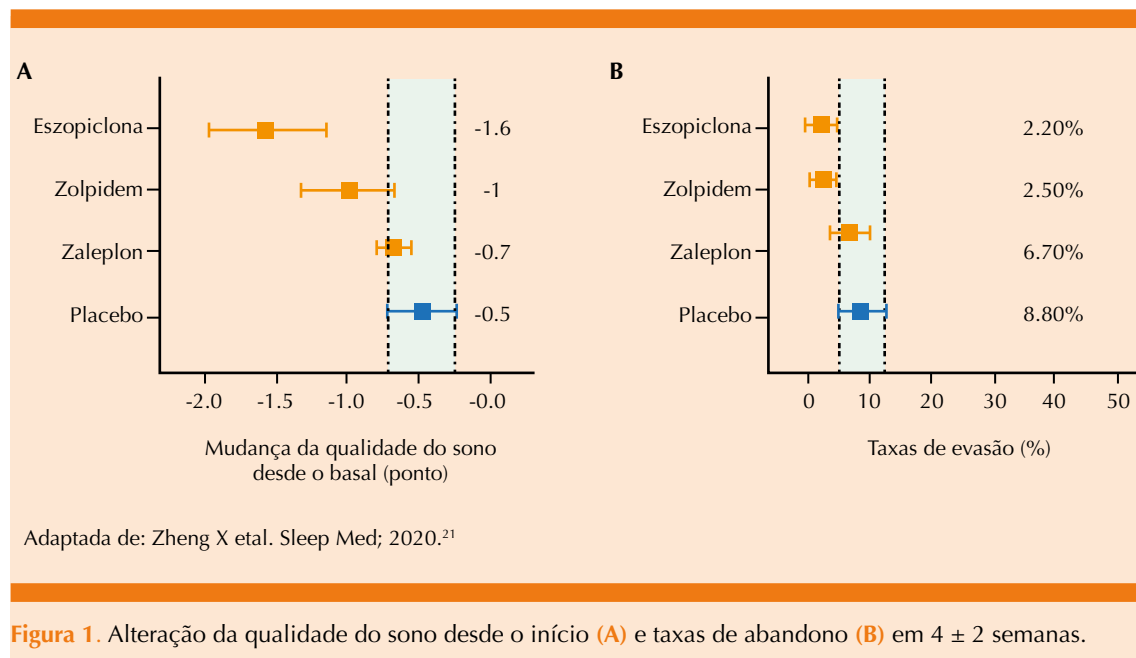 A
Eszopiclona
-1.6
Zolpidem
-1
Zaleplon
-0.7
Placebo
-0.5
-2.0 -1.5 -1.0 -0.5 -0.0
Mudança da qualidade do sono
desde o basal (ponto)
B
Eszopiclona
2.20%
Zolpidem
2.50%
Zaleplon
6.70%
Placebo
8.80%
0 10 20 30 40 50
Taxas de evasão (%)
Adaptada de: Zheng X etal. Sleep Med; 2020.²¹
Figura 1. Alteração da qualidade do sono desde o início (A) e taxas de abandono (B) em 4 ± 2 semanas.